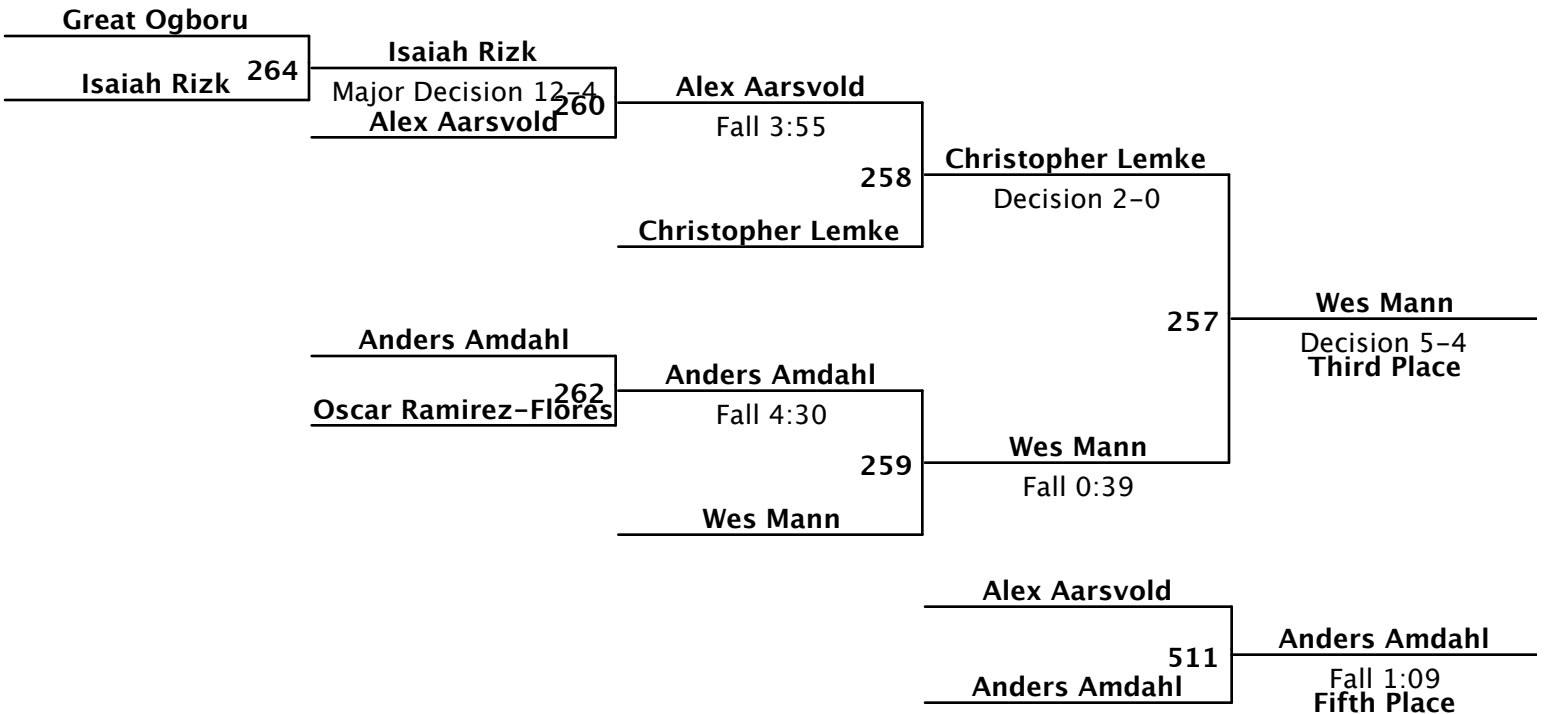 Great Ogboru
Isaiah Rizk
264
Isaiah Rizk
Major Decision 12-4
Alex Aarsvold
260
Alex Aarsvold
Fall 3:55
258
Christopher Lemke
Christopher Lemke
Decision 2-0
Anders Amdahl
262
Oscar Ramirez-Flores
Anders Amdahl
Fall 4:30
259
Wes Mann
Wes Mann
Fall 0:39
257
Wes Mann
Decision 5-4
Third Place
Alex Aarsvold
511
Anders Amdahl
Anders Amdahl
Fall 1:09
Fifth Place